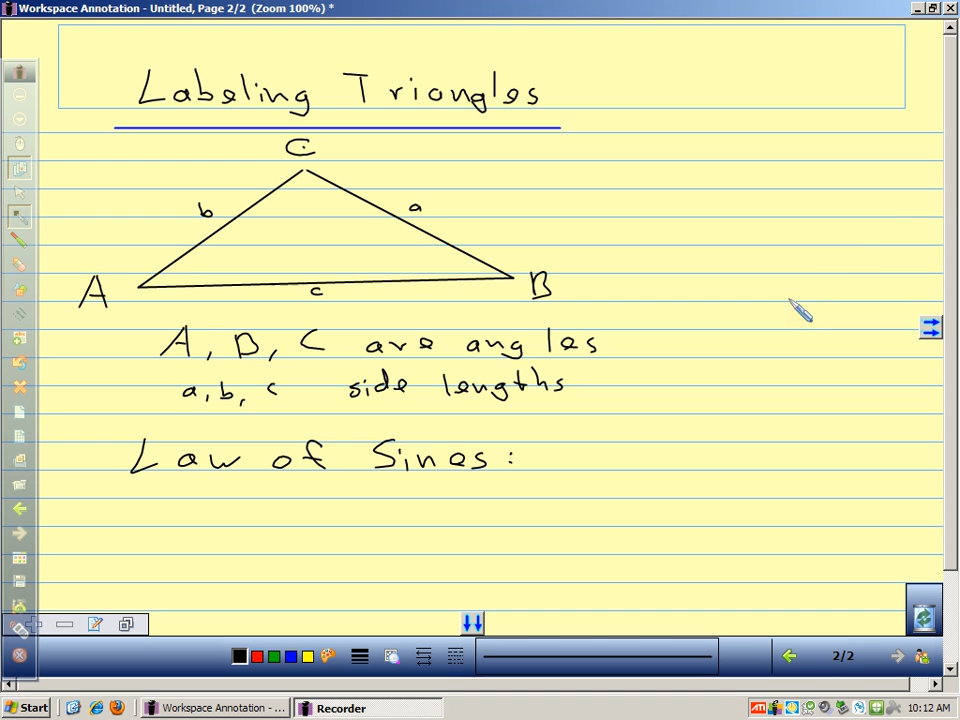 Workspace Annotation - Untitled, Page 2/2 (Zoom 100%) *
Labeling Triangles
C
b
a
A
c
B
A, B, C are angles
a, b, c side lengths
Law of Sines:
2/2
Start
Workspace Annotation - ...
Recorder
ATI
10:12 AM